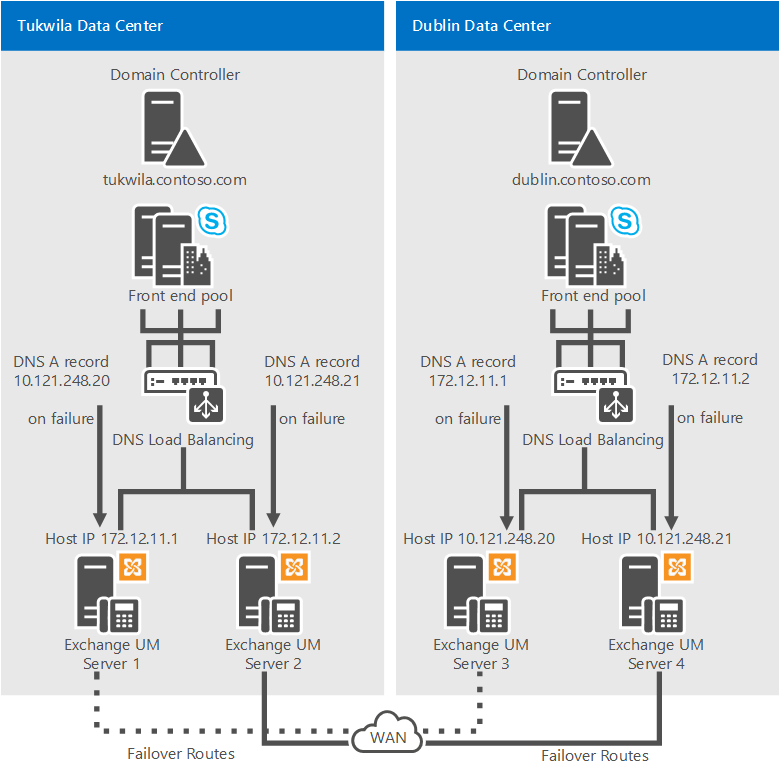 Tukwila Data Center
Domain Controller
tukwila.contoso.com
S
Front end pool
DNS A record
10.121.248.20
DNS A record
10.121.248.21
on failure
on failure
DNS Load Balancing
Host IP 172.12.11.1
Host IP 172.12.11.2
Exchange UM
Server 1
Exchange UM
Server 2
Dublin Data Center
Domain Controller
dublin.contoso.com
S
Front end pool
DNS A record
172.12.11.1
DNS A record
172.12.11.2
on failure
on failure
DNS Load Balancing
Host IP 10.121.248.20
Host IP 10.121.248.21
Exchange UM
Server 3
Exchange UM
Server 4
WAN
Failover Routes
Failover Routes